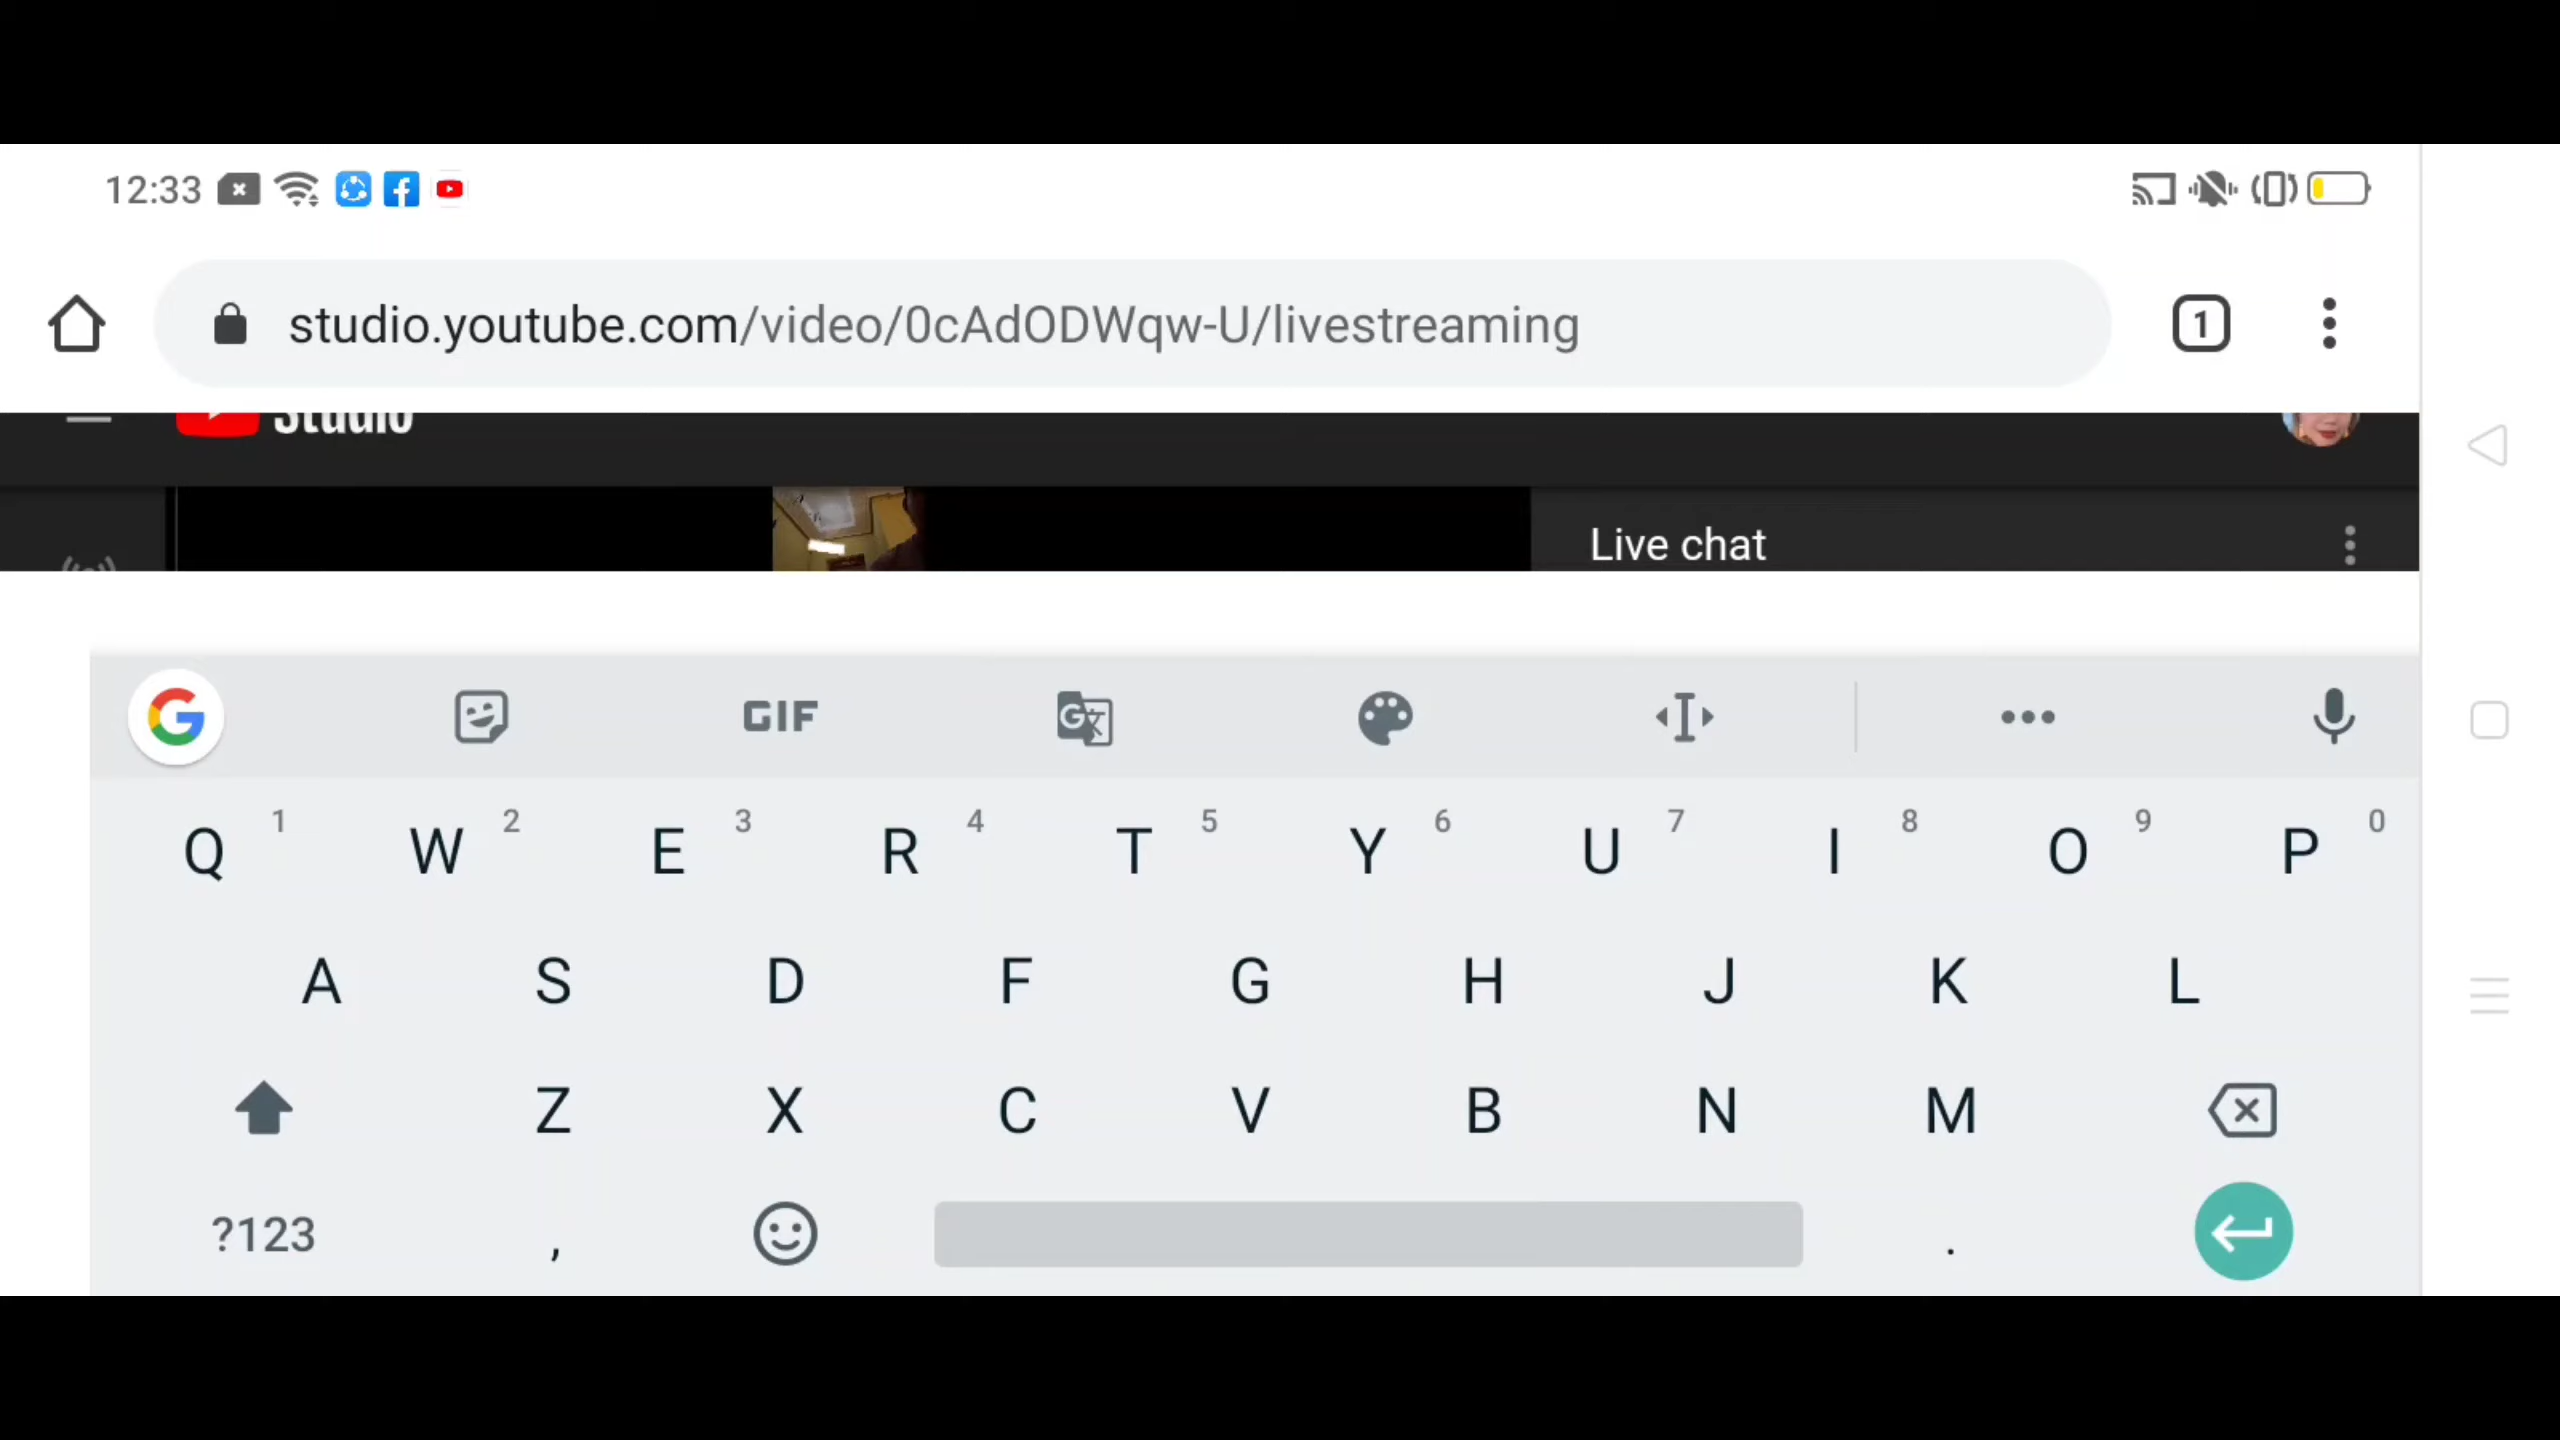 12:33
studio.youtube.com/video/0cAdODWqw-U/livestreaming
1
Studio
Live chat
GIF
Q 1 W 2 E 3 R 4 T 5 Y 6 U 7 I 8 O 9 P 0
A S D F G H J K L
Z X C V B N M
?123 , .